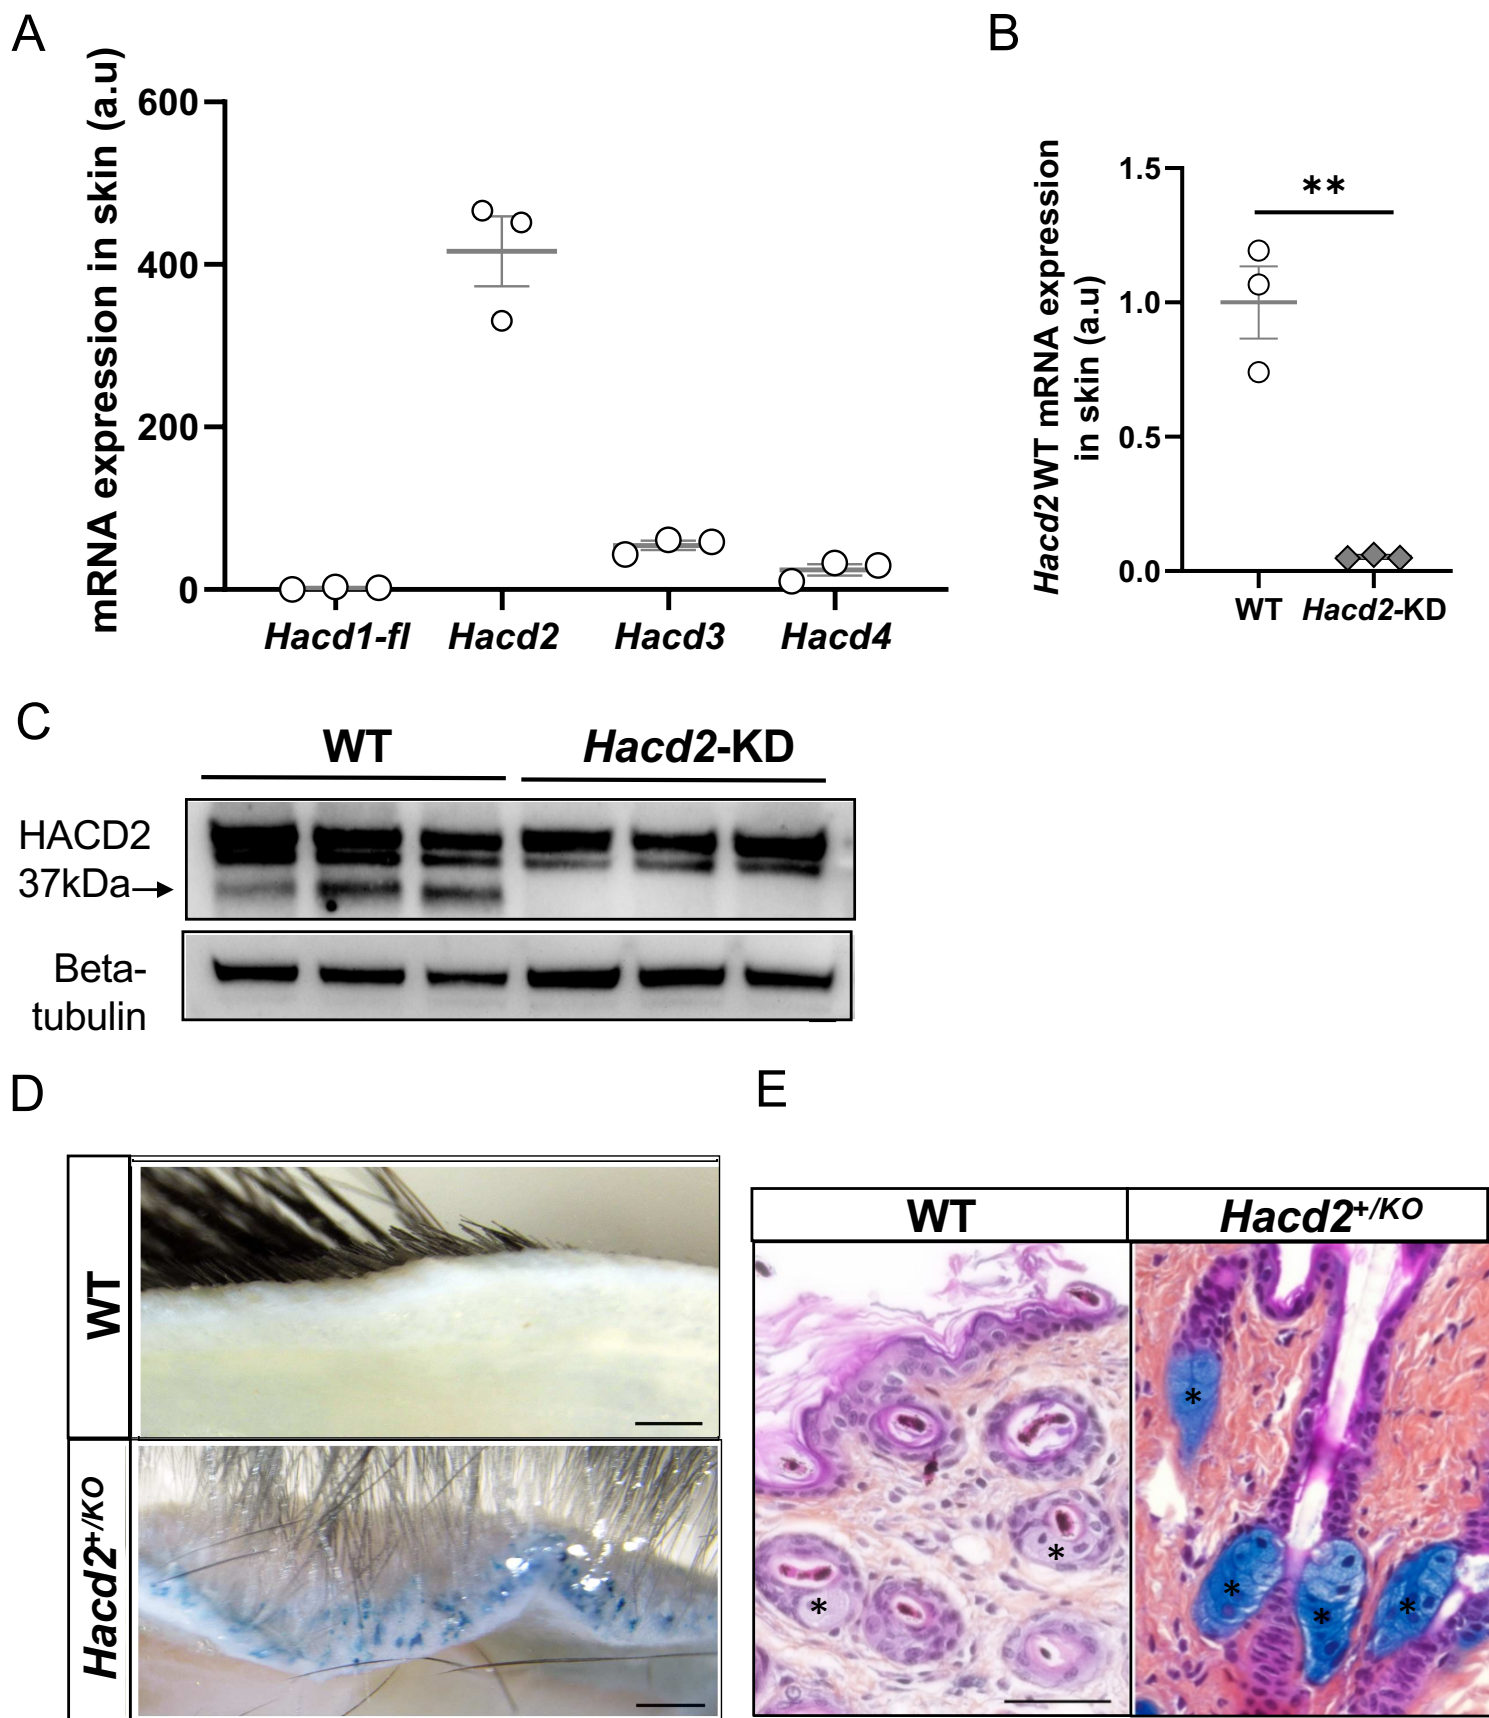 A
mRNA expression in skin (a.u)
600
400
200
0
Hacd1-fl Hacd2 Hacd3 Hacd4
B
Hacd2 WT mRNA expression
in skin (a.u)
1.5
1.0
0.5
0.0
**
WT Hacd2-KD
C
WT Hacd2-KD
HACD2
37kDa→
Beta-
tubulin
D
WT
Hacd2+/KO
E
WT Hacd2+/KO
*
*
*
*
*
*